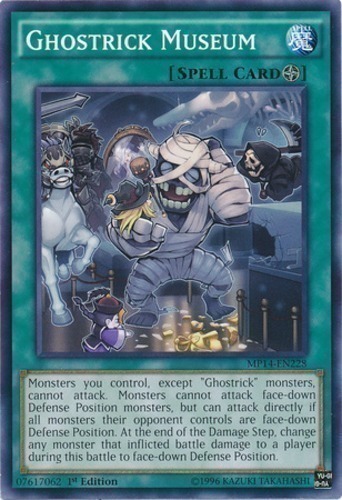 Ghostrick Museum
[Spell Card]
MP14-EN228
Monsters you control, except "Ghostrick" monsters,
cannot attack. Monsters cannot attack face-down
Defense Position monsters, but can attack directly if
all monsters their opponent controls are face-down
Defense Position. At the end of the Damage Step, change
any monster that inflicted battle damage to a player
during this battle to face-down Defense Position.
07617062 1st Edition ©1996 KAZUKI TAKAHASHI